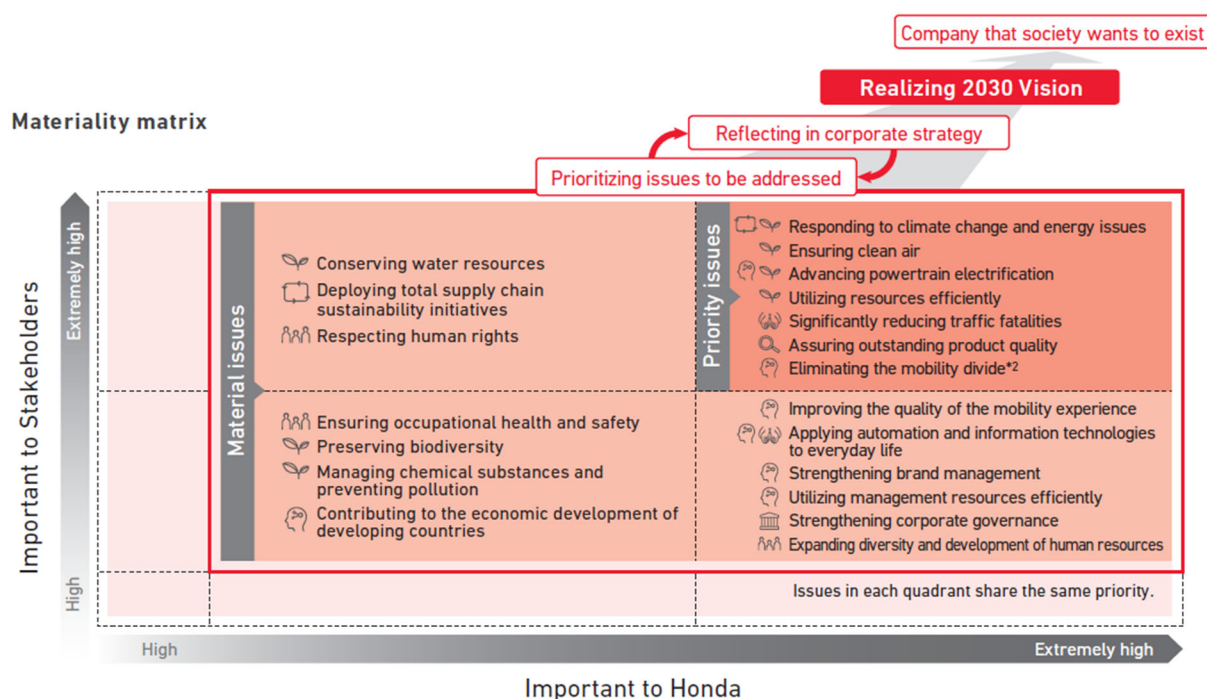 Company that society wants to exist
Realizing 2030 Vision
Materiality matrix
Reflecting in corporate strategy
Prioritizing issues to be addressed
Important to Stakeholders
Extremely high
High
Material issues
Conserving water resources
Deploying total supply chain
sustainability initiatives
Respecting human rights
Priority issues
Responding to climate change and energy issues
Ensuring clean air
Advancing powertrain electrification
Utilizing resources efficiently
Significantly reducing traffic fatalities
Assuring outstanding product quality
Eliminating the mobility divide*2
Ensuring occupational health and safety
Preserving biodiversity
Managing chemical substances and
preventing pollution
Contributing to the economic development of
developing countries
Improving the quality of the mobility experience
Applying automation and information technologies
to everyday life
Strengthening brand management
Utilizing management resources efficiently
Strengthening corporate governance
Expanding diversity and development of human resources
Issues in each quadrant share the same priority.
High
Extremely high
Important to Honda